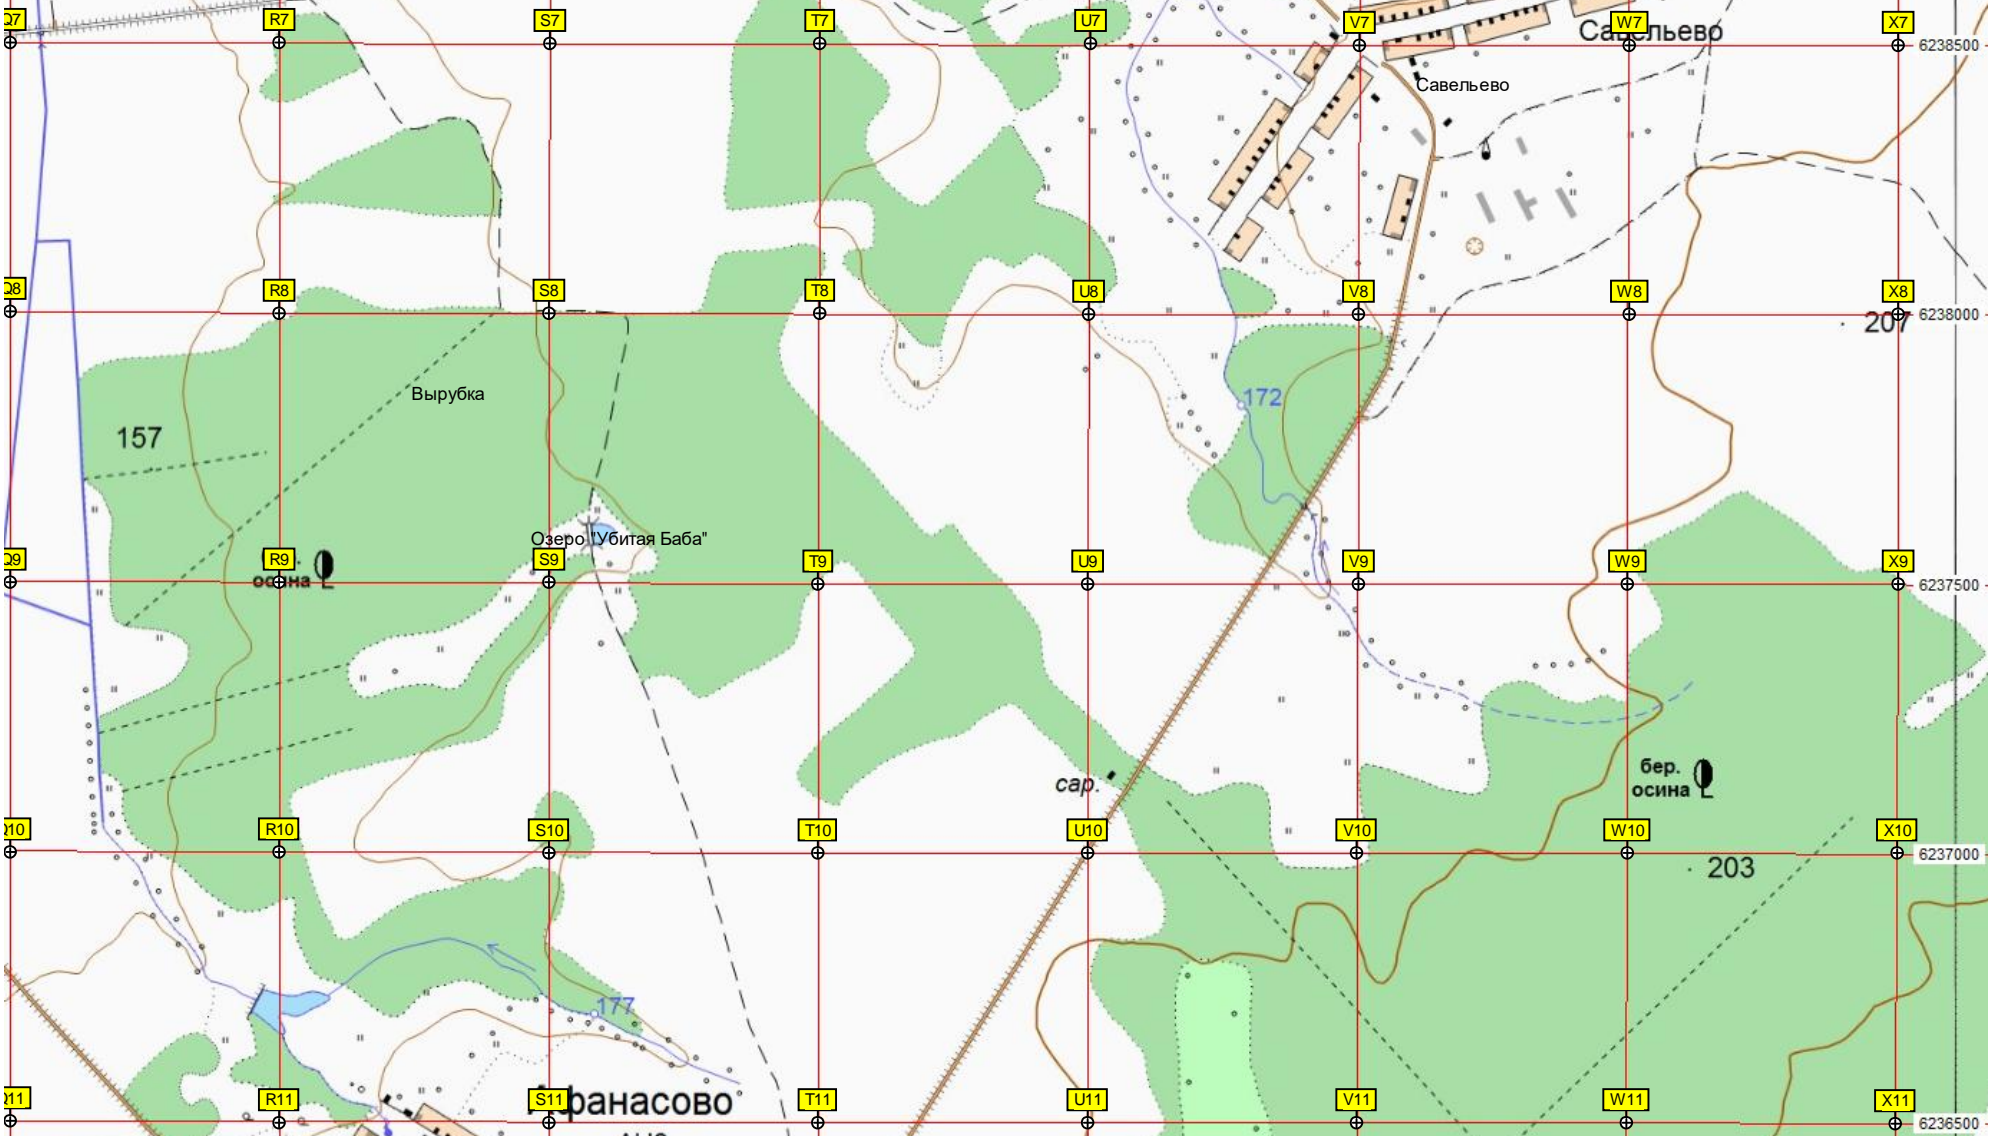 Q7 R7 S7 T7 U7 V7 W7 X7
Савельево
6238500
Савельево
Q8 R8 S8 T8 U8 V8 W8 X8
6238000
207
172
Вырубка
157
Озеро "Убитая Баба"
Q9 R9 S9 T9 U9 V9 W9 X9
осина
6237500
бер.
осина
сар.
Q10 R10 S10 T10 U10 V10 W10 X10
6237000
203
177
Q11 R11 S11 T11 U11 V11 W11 X11
Афанасово
6236500